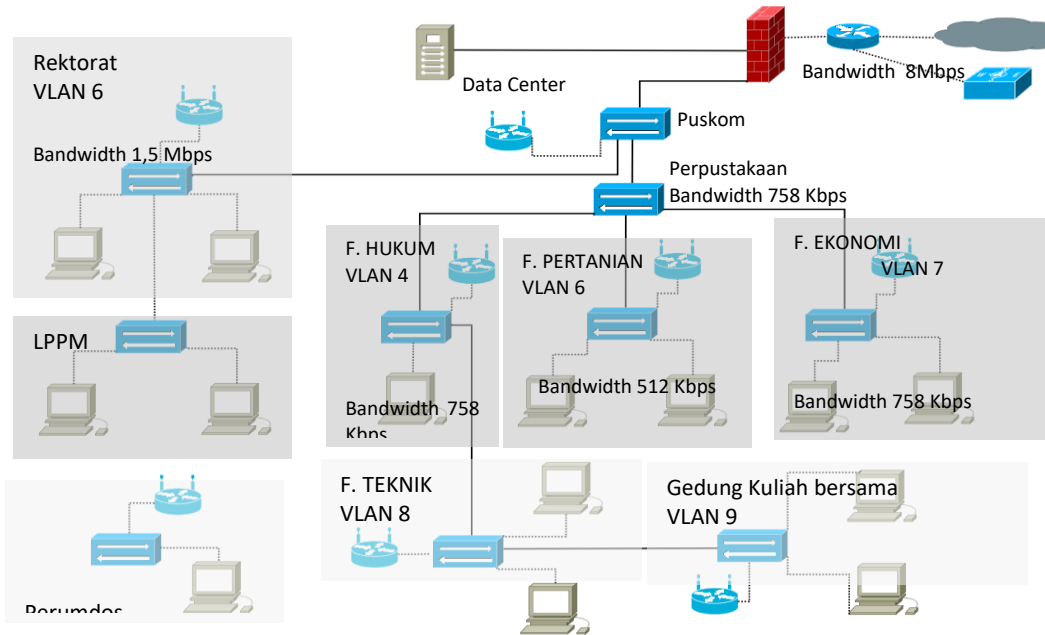 Rektorat
VLAN 6
Bandwidth 1,5 Mbps
Data Center
Bandwidth 8Mbps
Puskom
Perpustakaan
Bandwidth 758 Kbps
F. HUKUM
VLAN 4
Bandwidth 758
Kbps
F. PERTANIAN
VLAN 6
Bandwidth 512 Kbps
F. EKONOMI
VLAN 7
Bandwidth 758 Kbps
LPPM
F. TEKNIK
VLAN 8
Gedung Kuliah bersama
VLAN 9
Perumdos